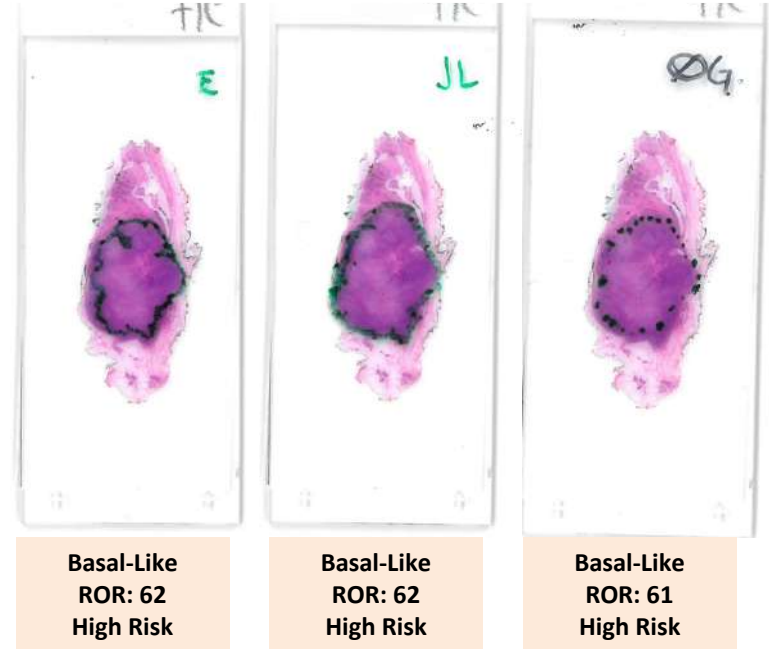 E
JL
ØG.
Basal-Like
ROR: 62
High Risk
Basal-Like
ROR: 62
High Risk
Basal-Like
ROR: 61
High Risk